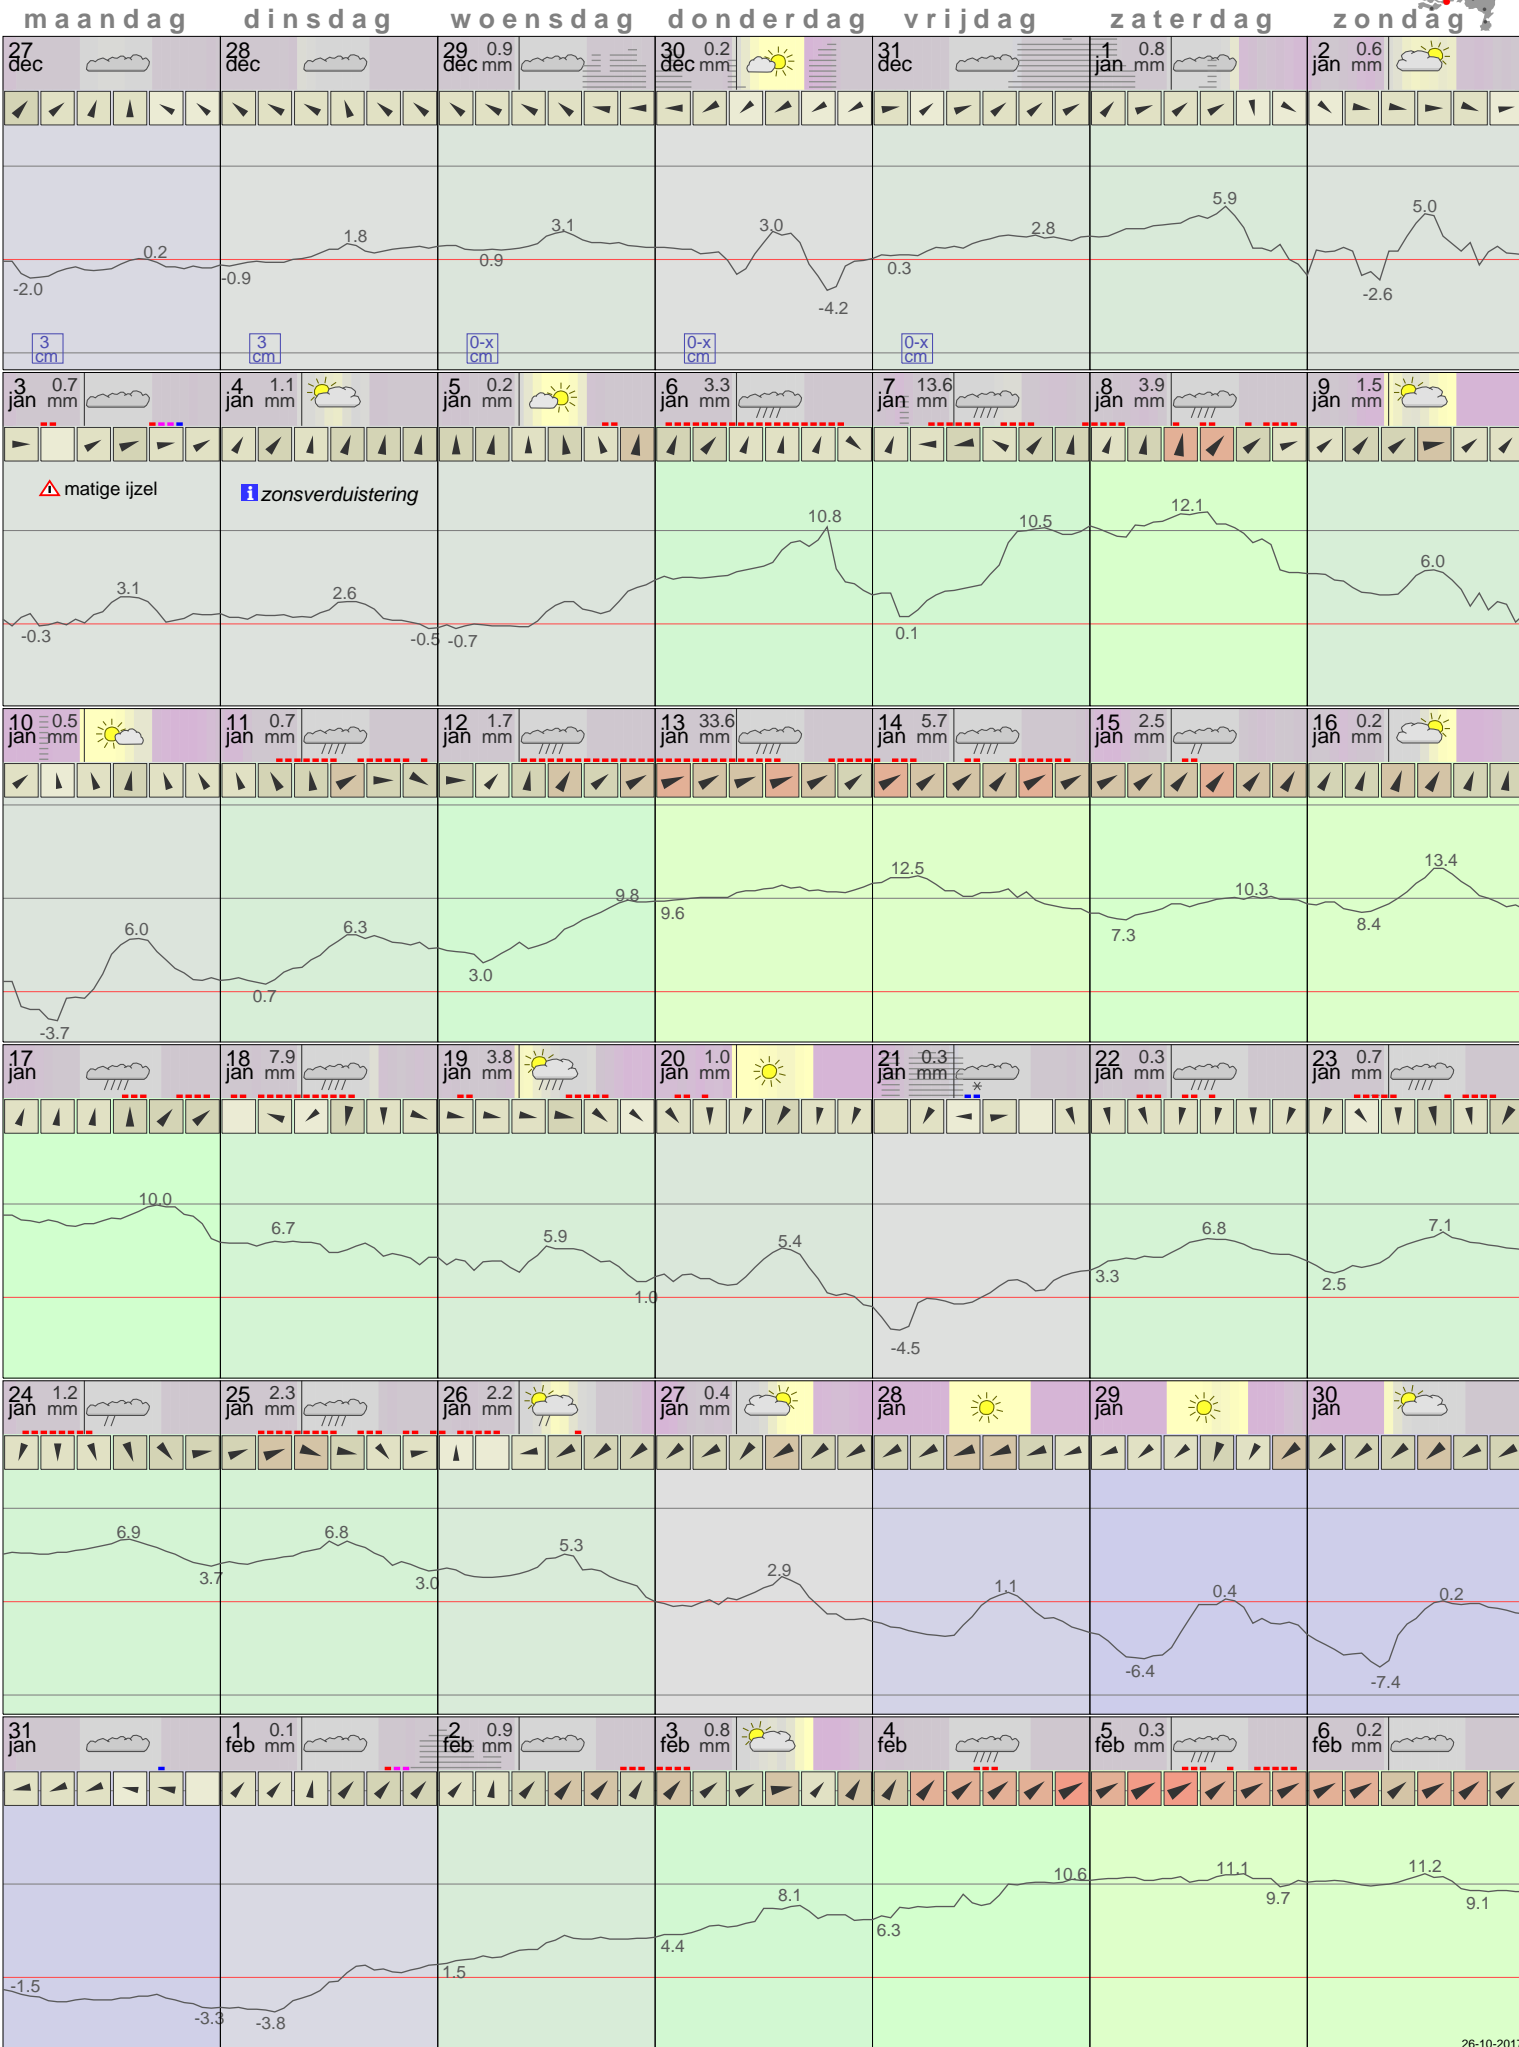 maandag dinsdag woensdag donderdag vrijdag zaterdag zondag
27 dec 28 dec 29 dec 0.9 mm 30 dec 0.2 mm 31 dec 1 jan 0.8 mm 2 jan 0.6 mm
0.2 1.8 3.1 3.0 2.8 5.9 5.0
-2.0 -0.9 0.9 -4.2 0.3 -2.6
3 cm 3 cm 0-x cm 0-x cm 0-x cm
3 jan 0.7 mm 4 jan 1.1 mm 5 jan 0.2 mm 6 jan 3.3 mm 7 jan 13.6 mm 8 jan 3.9 mm 9 jan 1.5 mm
matige ijzel i zonsverduistering
3.1 2.6 10.8 10.5 12.1 6.0
-0.3 -0.5 -0.7 0.1
10 jan 0.5 mm 11 jan 0.7 mm 12 jan 1.7 mm 13 jan 33.6 mm 14 jan 5.7 mm 15 jan 2.5 mm 16 jan 0.2 mm
6.0 6.3 9.8 12.5 10.3 13.4
-3.7 0.7 3.0 9.6 7.3 8.4
17 jan 18 jan 7.9 mm 19 jan 3.8 mm 20 jan 1.0 mm 21 jan 0.3 mm 22 jan 0.3 mm 23 jan 0.7 mm
10.0 6.7 5.9 5.4 6.8 7.1
1.0 -4.5 3.3 2.5
24 jan 1.2 mm 25 jan 2.3 mm 26 jan 2.2 mm 27 jan 0.4 mm 28 jan 29 jan 30 jan
6.9 6.8 5.3 2.9 1.1 0.4 0.2
3.7 3.0 -6.4 -7.4
31 jan 1 feb 0.1 mm 2 feb 0.9 mm 3 feb 0.8 mm 4 feb 5 feb 0.3 mm 6 feb 0.2 mm
8.1 10.6 11.1 11.2
-1.5 -3.3 -3.8 1.5 4.4 6.3 9.7 9.1
26-10-2017